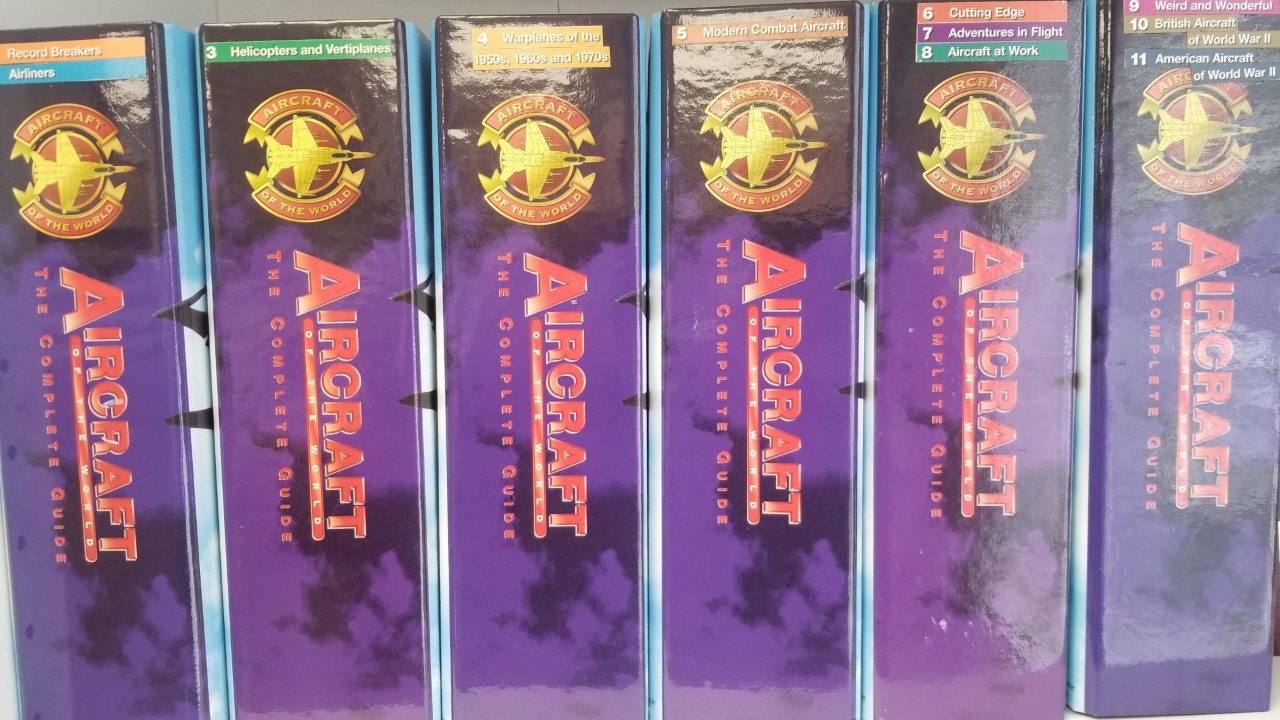 Record Breakers
Airliners
AIRCRAFT
OF THE WORLD
AIRCRAFT
OF THE WORLD
THE COMPLETE GUIDE
3 Helicopters and Vertiplanes
AIRCRAFT
OF THE WORLD
AIRCRAFT
OF THE WORLD
THE COMPLETE GUIDE
4 Warplanes of the
1950s, 1960s and 1970s
AIRCRAFT
OF THE WORLD
AIRCRAFT
OF THE WORLD
THE COMPLETE GUIDE
5 Modern Combat Aircraft
AIRCRAFT
OF THE WORLD
AIRCRAFT
OF THE WORLD
THE COMPLETE GUIDE
6 Cutting Edge
7 Adventures in Flight
8 Aircraft at Work
AIRCRAFT
OF THE WORLD
AIRCRAFT
OF THE WORLD
THE COMPLETE GUIDE
9 Weird and Wonderful
10 British Aircraft
of World War II
11 American Aircraft
of World War II
AIRCRAFT
OF THE WORLD
AIRCRAFT
OF THE WORLD
THE COMPLETE GUIDE